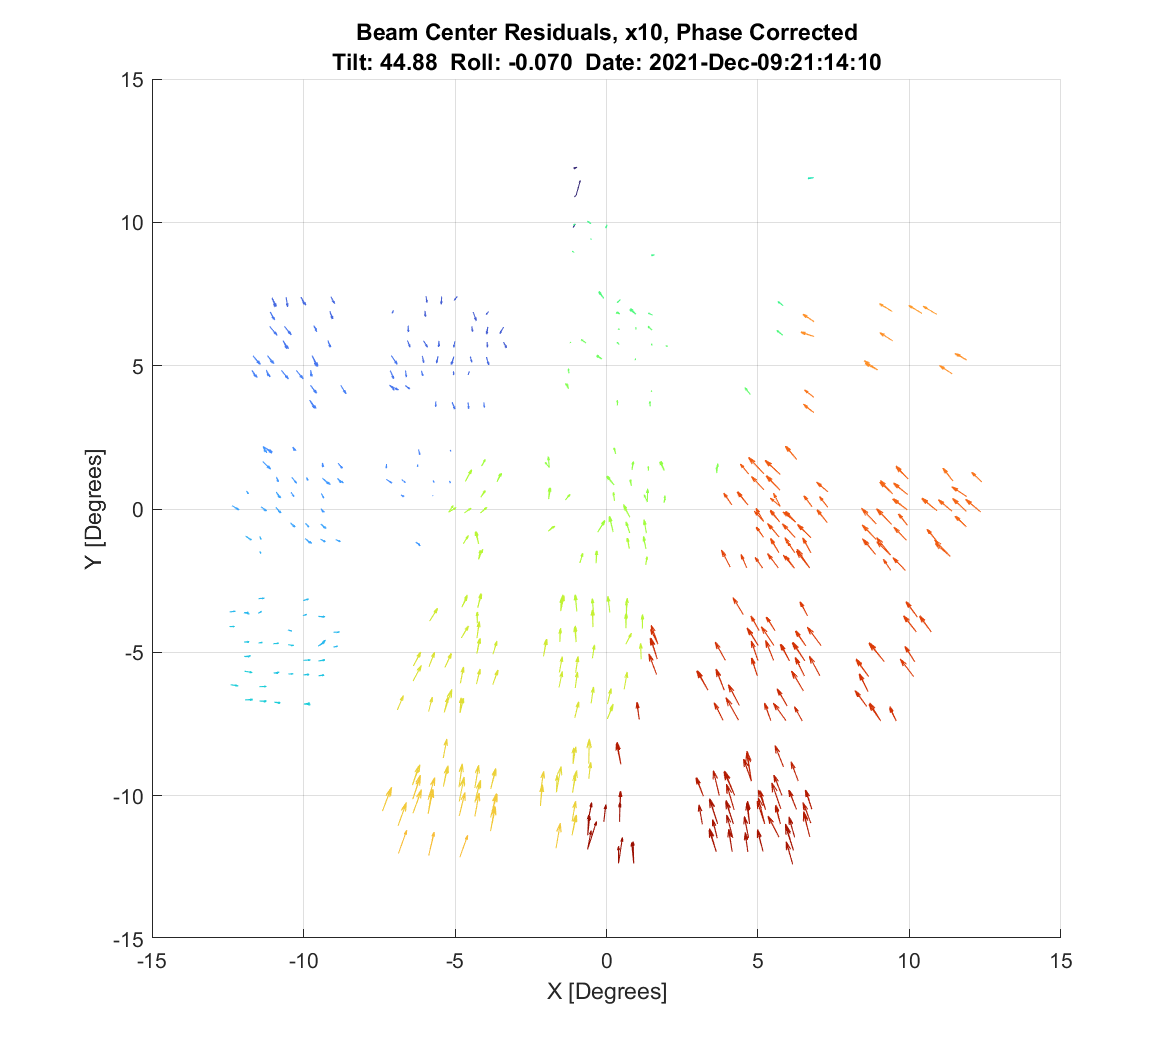 Beam Center Residuals, x10, Phase Corrected
Tilt: 44.88 Roll: -0.070 Date: 2021-Dec-09:21:14:10
15
10
5
0
-5
-10
-15
Y [Degrees]
-15 -10 -5 0 5 10 15
X [Degrees]